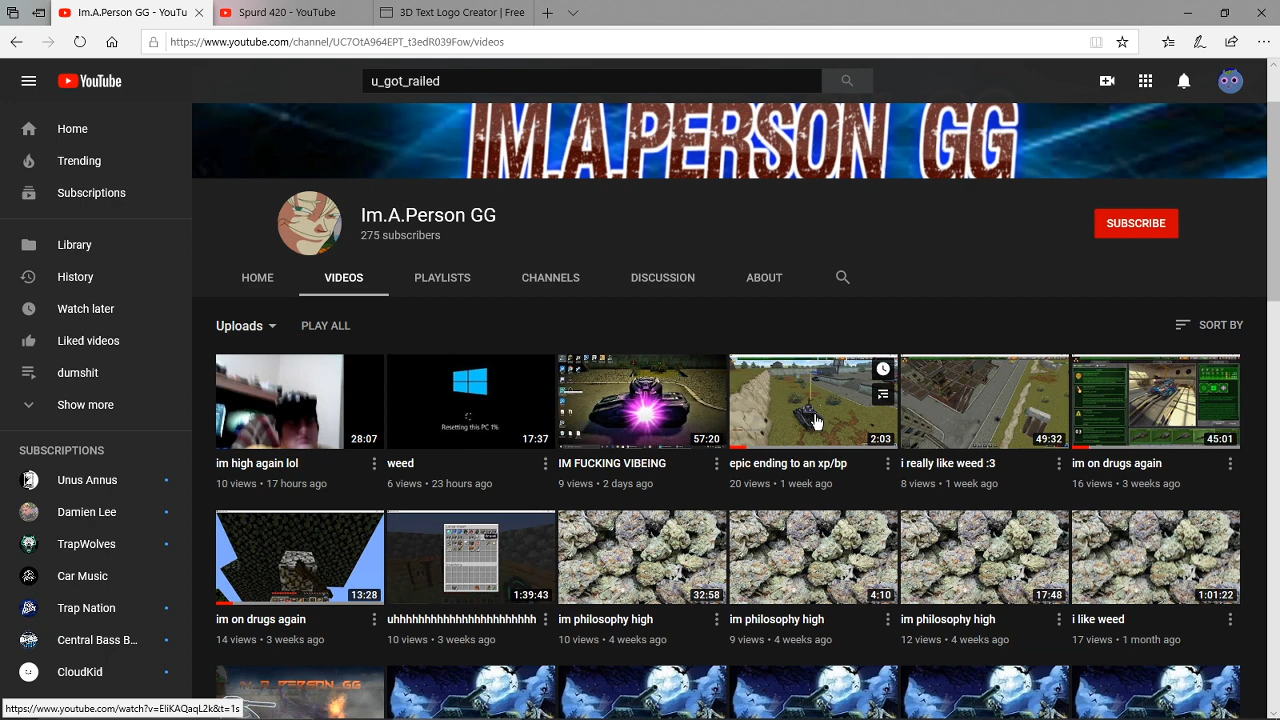 Im.A.Person GG - YouTu
Spurd 420 - YouTube
3D Text Logo Creator | Free
https://www.youtube.com/channel/UC7OtA964EPT_t3edR039Fow/videos
YouTube
u_got_railed
Home
Trending
Subscriptions
Library
History
Watch later
Liked videos
dumshit
Show more
SUBSCRIPTIONS
Unus Annus
Damien Lee
TrapWolves
Car Music
Trap Nation
Central Bass B...
CloudKid
IM.A.PERSON GG
Im.A.Person GG
275 subscribers
SUBSCRIBE
HOME
VIDEOS
PLAYLISTS
CHANNELS
DISCUSSION
ABOUT
Uploads
PLAY ALL
SORT BY
28:07
Resetting this PC 1%
17:37
57:20
2:03
49:32
45:01
im high again lol
10 views • 17 hours ago
weed
6 views • 23 hours ago
IM FUCKING VIBEING
9 views • 2 days ago
epic ending to an xp/bp
20 views • 1 week ago
i really like weed :3
8 views • 1 week ago
im on drugs again
16 views • 3 weeks ago
13:28
1:39:43
32:58
4:10
17:48
1:01:22
im on drugs again
14 views • 3 weeks ago
uhhhhhhhhhhhhhhhhhhhhhh
10 views • 3 weeks ago
im philosophy high
10 views • 4 weeks ago
im philosophy high
9 views • 4 weeks ago
im philosophy high
12 views • 4 weeks ago
i like weed
17 views • 1 month ago
IM.A.PERSON GG
https://www.youtube.com/watch?v=EliKAQaqL2k&t=1s